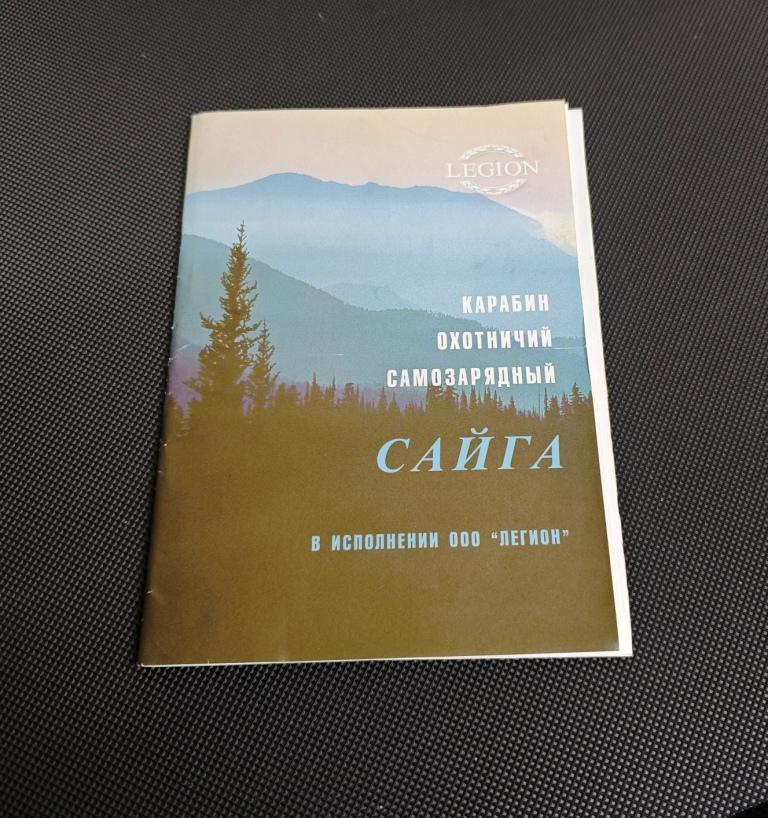 LEGION
КАРАБИН
ОХОТНИЧИЙ
САМОЗАРЯДНЫЙ
САЙГА
В ИСПОЛНЕНИИ ООО "ЛЕГИОН"